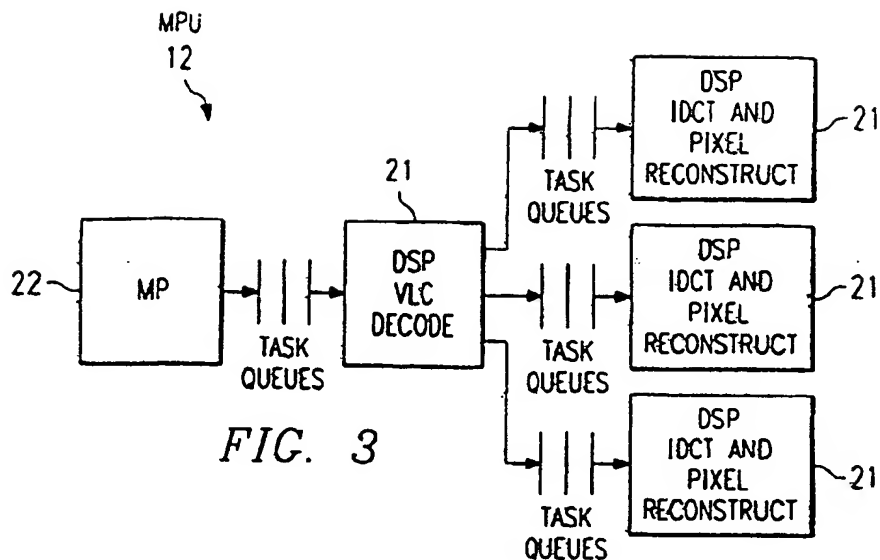 MPU
12
22
MP
TASK
QUEUES
21
DSP
VLC
DECODE
TASK
QUEUES
DSP
IDCT AND
PIXEL
RECONSTRUCT
21
TASK
QUEUES
DSP
IDCT AND
PIXEL
RECONSTRUCT
21
TASK
QUEUES
DSP
IDCT AND
PIXEL
RECONSTRUCT
21
FIG. 3